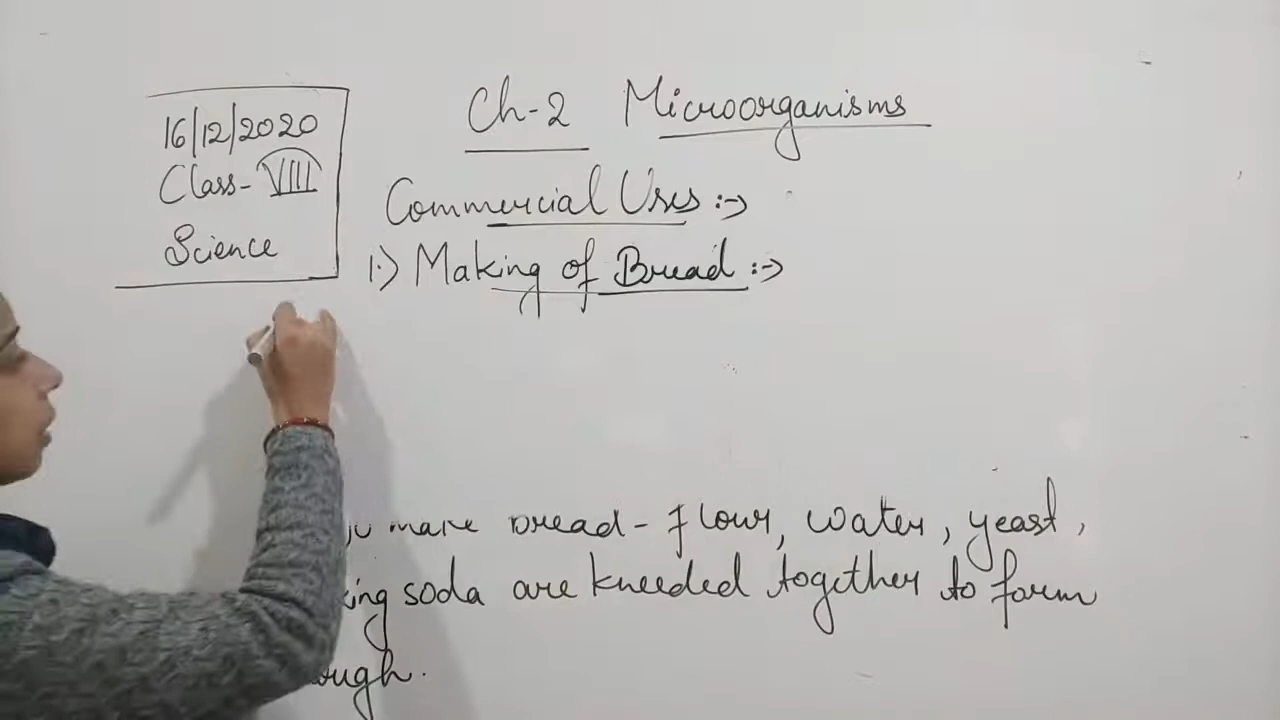 16/12/2020
Class- VIII
Science
Ch-2 Microorganisms
Commercial Uses :->
1.) Making of Bread :->
make bread - flour, water, yeast,
soda are kneeded together to form